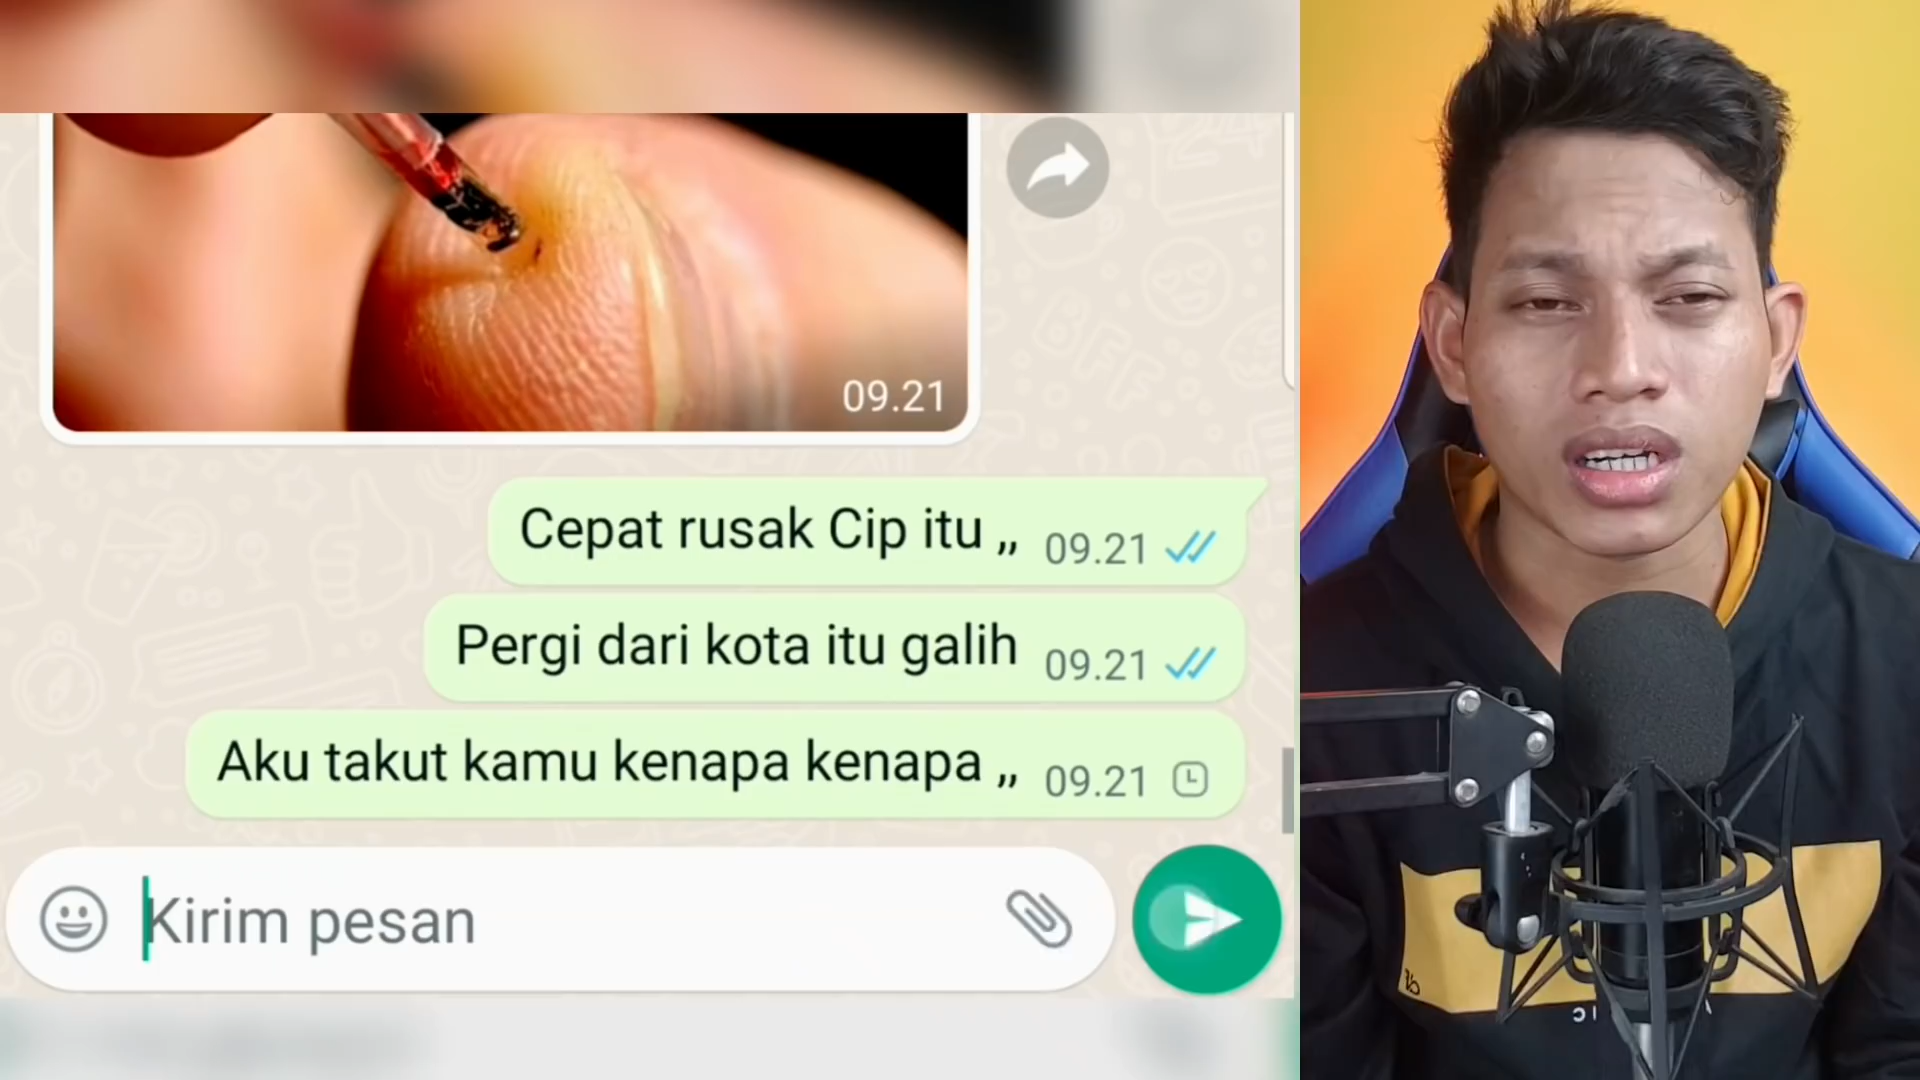 09.21
Cepat rusak Cip itu ,, 09.21
Pergi dari kota itu galih 09.21
Aku takut kamu kenapa kenapa ,, 09.21
Kirim pesan